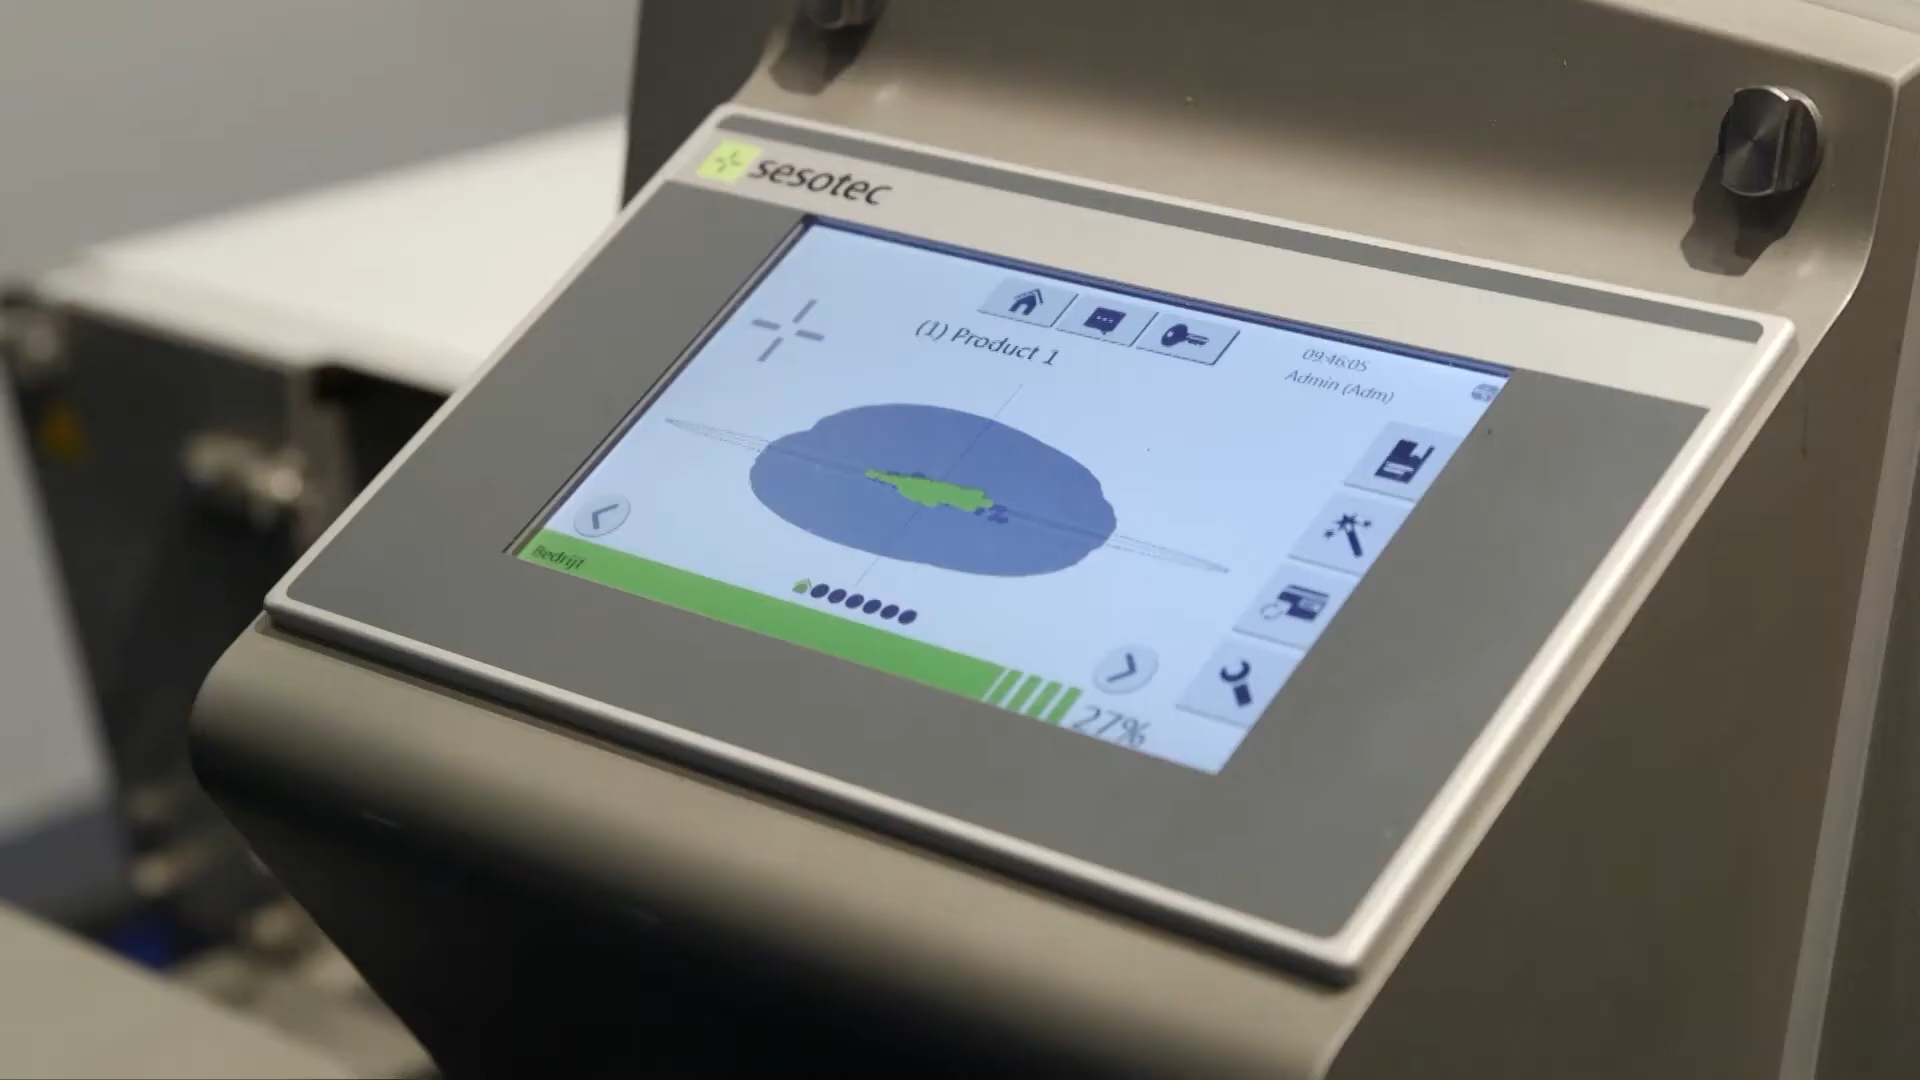 sesotec
(1) Product 1
09:46:05
Admin (Adm)
Bedrijf
27%